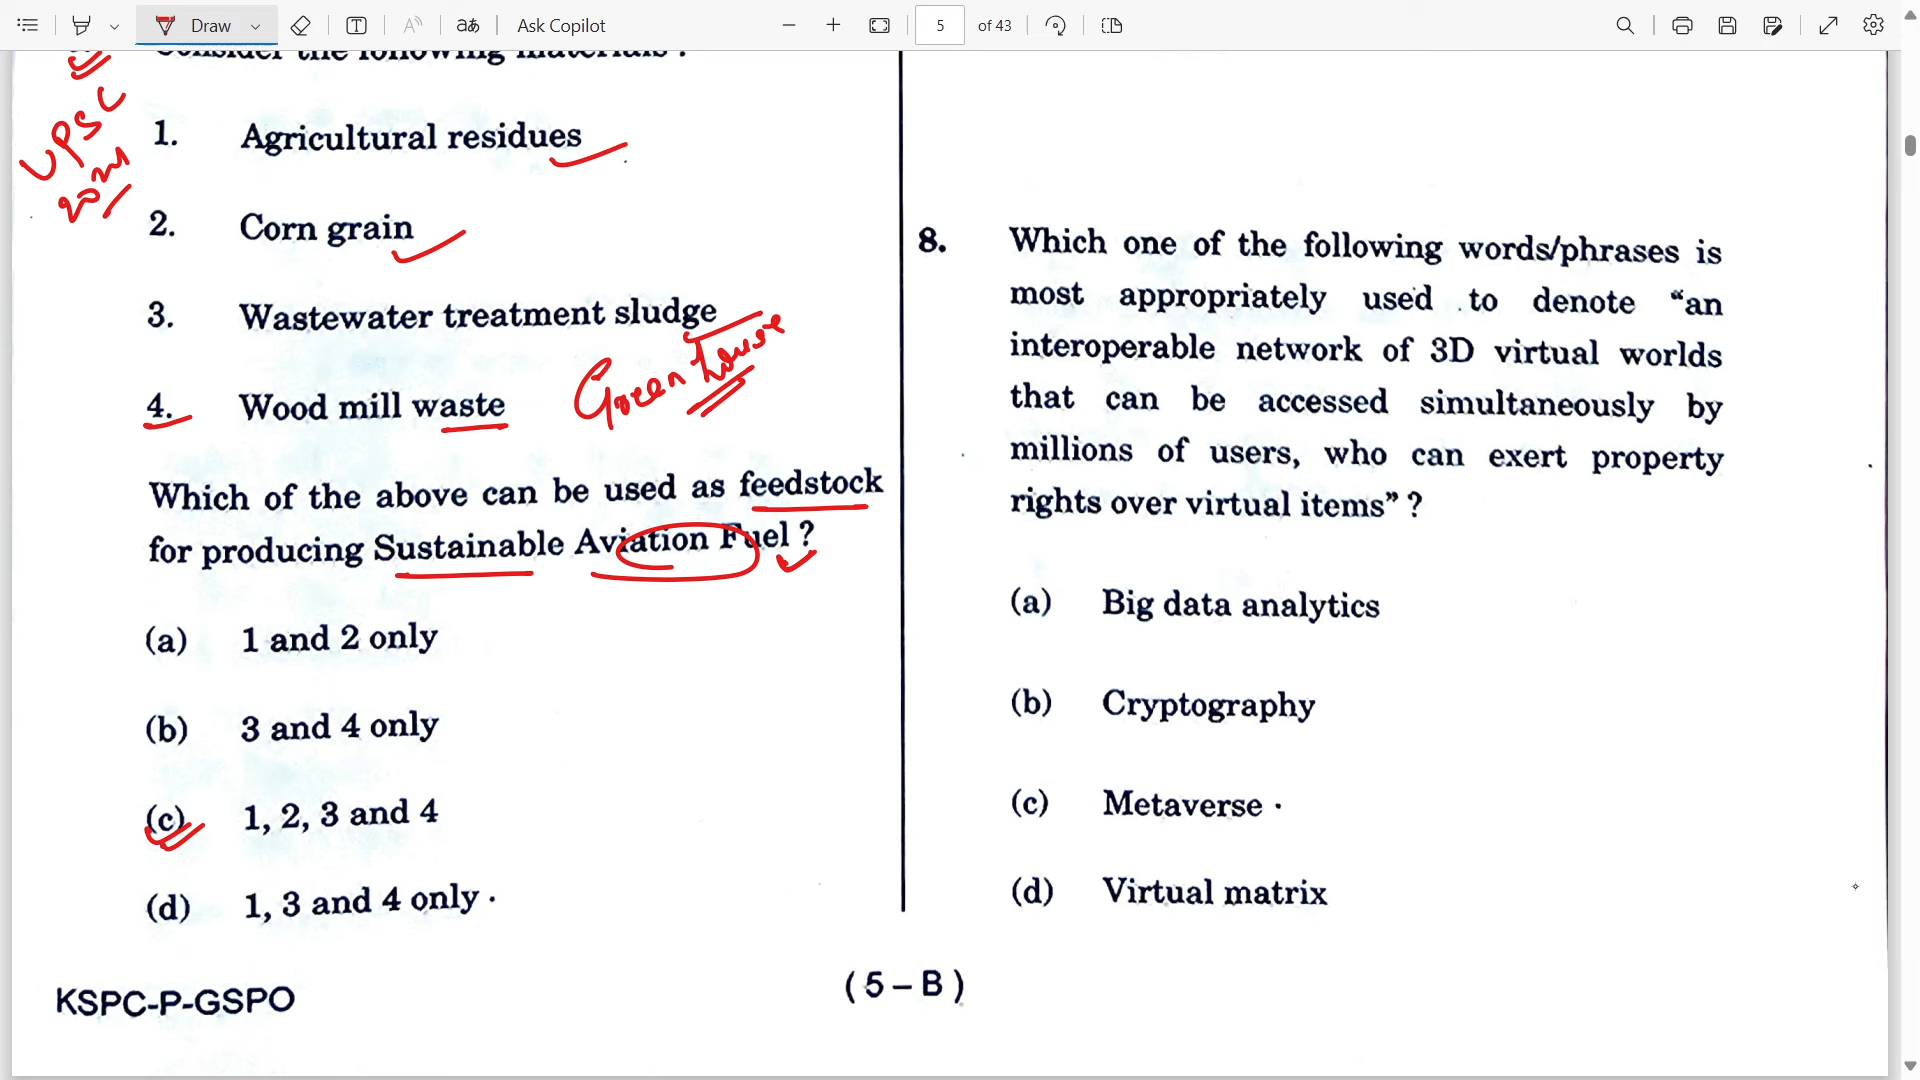 Draw
Ask Copilot
5 of 43
Consider the following materials :
UPSC
1. Agricultural residues
2. Corn grain
3. Wastewater treatment sludge
Green house
4. Wood mill waste
Which of the above can be used as feedstock
for producing Sustainable Aviation Fuel ?
(a) 1 and 2 only
(b) 3 and 4 only
(c) 1, 2, 3 and 4
(d) 1, 3 and 4 only
8. Which one of the following words/phrases is
most appropriately used to denote “an
interoperable network of 3D virtual worlds
that can be accessed simultaneously by
millions of users, who can exert property
rights over virtual items” ?
(a) Big data analytics
(b) Cryptography
(c) Metaverse
(d) Virtual matrix
KSPC-P-GSPO
( 5 – B )